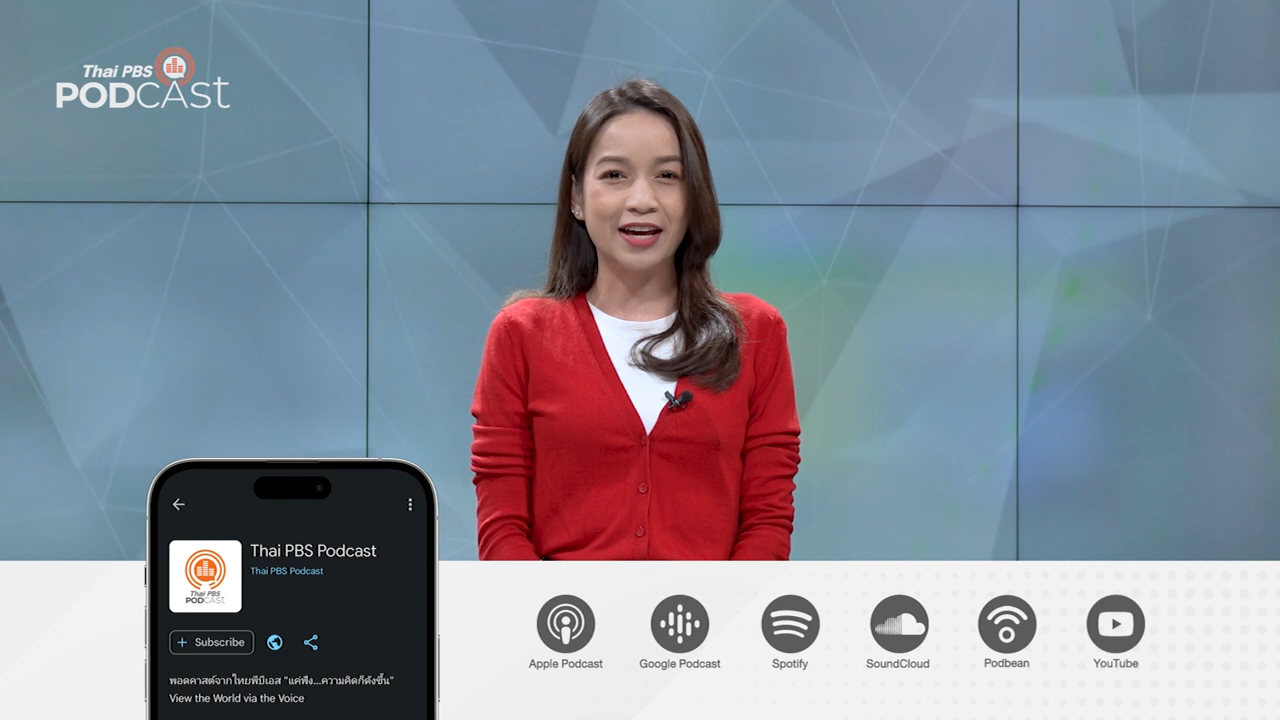 Thai PBS
PODCAST
Thai PBS Podcast
Thai PBS Podcast
Thai PBS
PODCAST
+ Subscribe
พอดคาสต์จากไทยพีบีเอส "แค่ฟัง...ความคิดก็ดังขึ้น"
View the World via the Voice
Apple Podcast
Google Podcast
Spotify
SoundCloud
Podbean
YouTube